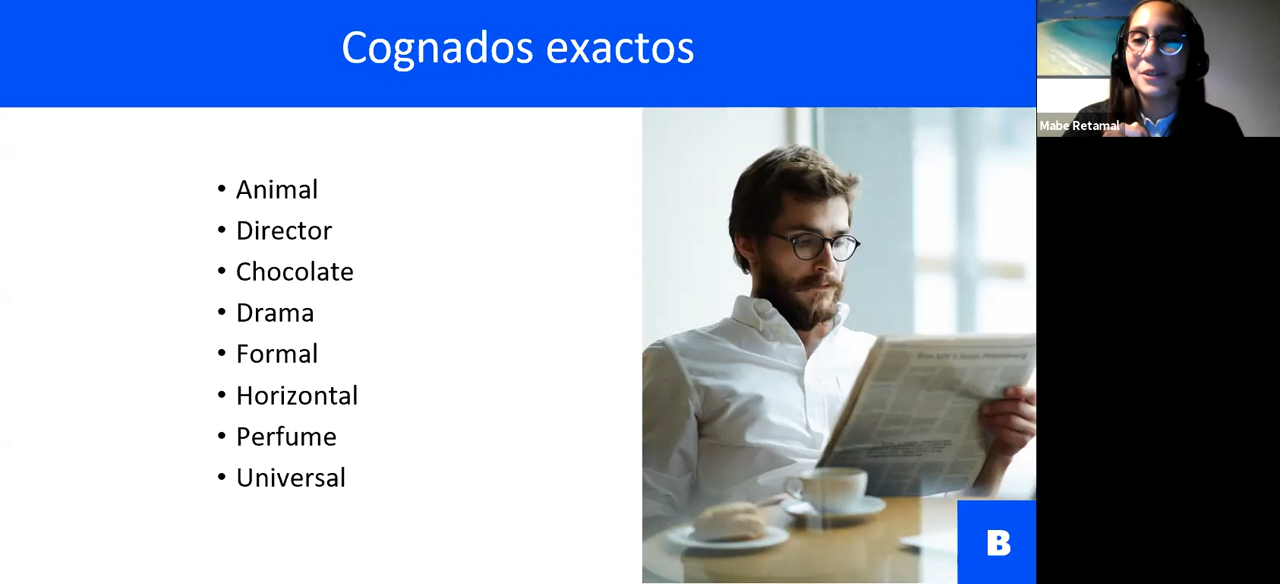 Cognados exactos
• Animal
• Director
• Chocolate
• Drama
• Formal
• Horizontal
• Perfume
• Universal
B
Mabe Retamal